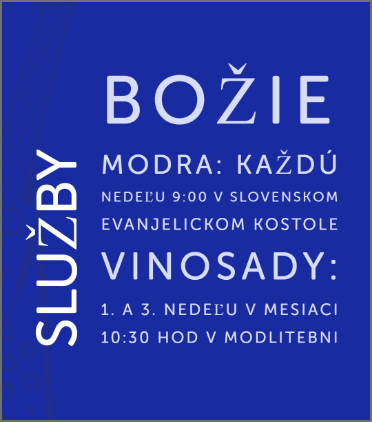 SLUŽBY
BOŽIE
MODRA: KAŽDÚ
NEDEĽU 9:00 V SLOVENSKOM
EVANJELICKOM KOSTOLE
VINOSADY:
1. A 3. NEDEĽU V MESIACI
10:30 HOD V MODLITEBNI